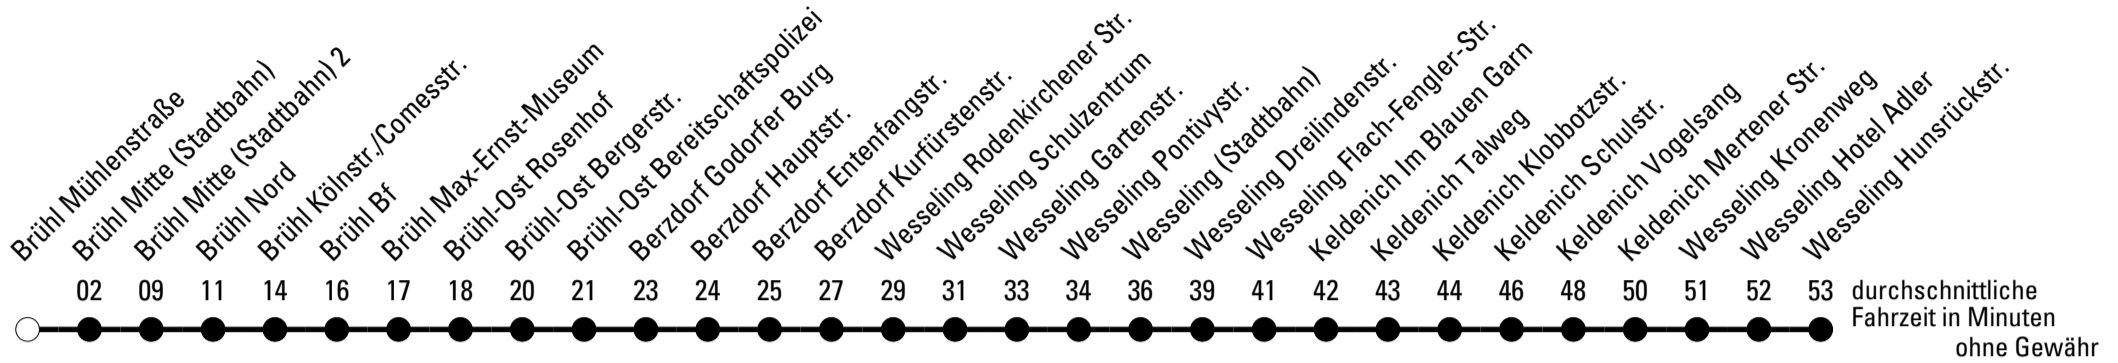 Brühl Mühlenstraße
Brühl Mitte (Stadtbahn)
Brühl Mitte (Stadtbahn) 2
Brühl Nord
Brühl Kölnstr./Comesstr.
Brühl Bf
Brühl Max-Ernst-Museum
Brühl-Ost Rosenhof
Brühl-Ost Bergerstr.
Brühl-Ost Bereitschaftspolizei
Berzdorf Godorfer Burg
Berzdorf Hauptstr.
Berzdorf Entenfangstr.
Berzdorf Kurfürstenstr.
Wesseling Rodenkirchener Str.
Wesseling Schulzentrum
Wesseling Gartenstr.
Wesseling Pontivystr.
Wesseling (Stadtbahn)
Wesseling Dreilindenstr.
Wesseling Flach-Fengler-Str.
Keldenich Im Blauen Garn
Keldenich Talweg
Keldenich Klobbotzstr.
Keldenich Schulstr.
Keldenich Vogelsang
Keldenich Mertener Str.
Wesseling Kronenweg
Wesseling Hotel Adler
Wesseling Hunsrückstr.
02 09 11 14 16 17 18 20 21 23 24 25 27 29 31 33 34 36 39 41 42 43 44 46 48 50 51 52 53 durchschnittliche
Fahrzeit in Minuten
ohne Gewähr